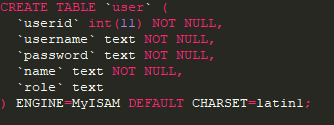 CREATE TABLE `user` (
`userid` int(11) NOT NULL,
`username` text NOT NULL,
`password` text NOT NULL,
`name` text NOT NULL,
`role` text
) ENGINE=MyISAM DEFAULT CHARSET=latin1;